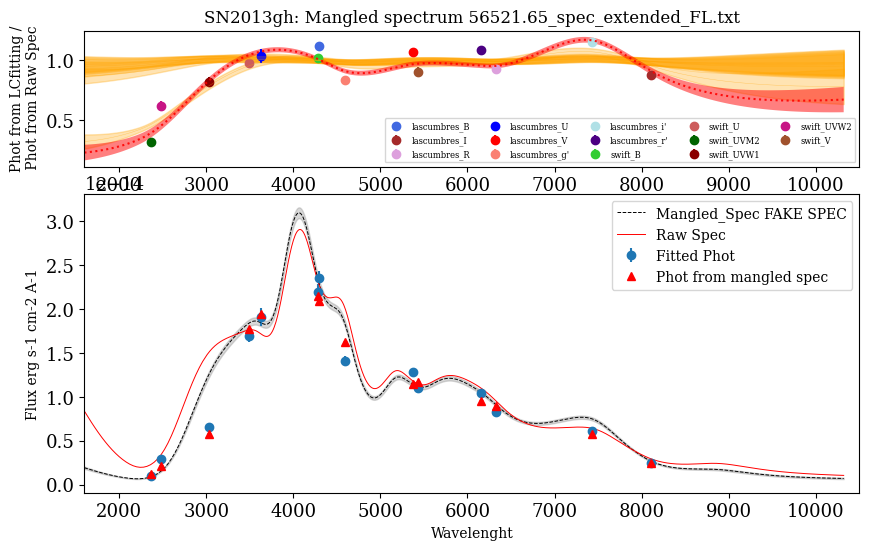 SN2013gh: Mangled spectrum 56521.65_spec_extended_FL.txt
Phot from LCfitting /
Phot from Raw Spec
1.0
0.5
lascumbres_B lascumbres_U lascumbres_i' swift_U swift_UVW2
lascumbres_I lascumbres_V lascumbres_r' swift_UVM2 swift_V
lascumbres_R lascumbres_g' swift_B swift_UVW1
2000 3000 4000 5000 6000 7000 8000 9000 10000
1e−14
Flux erg s-1 cm-2 A-1
3.0
2.5
2.0
1.5
1.0
0.5
0.0
Mangled_Spec FAKE SPEC
Raw Spec
Fitted Phot
Phot from mangled spec
2000 3000 4000 5000 6000 7000 8000 9000 10000
Wavelenght